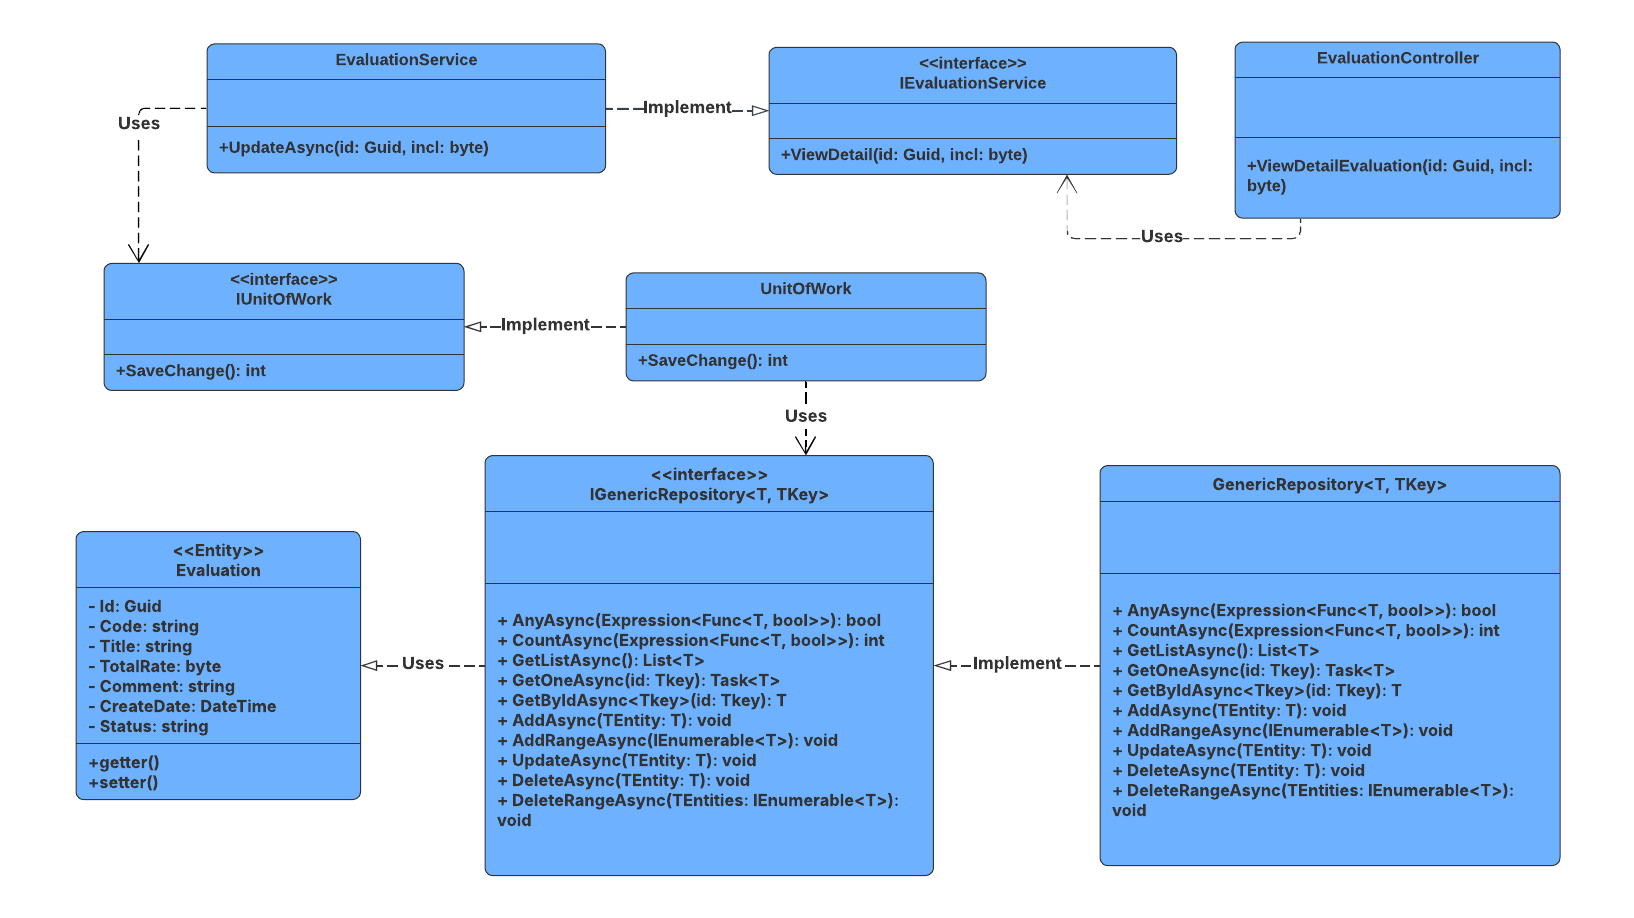 EvaluationService
+UpdateAsync(id: Guid, incl: byte)
Implement
<<interface>>
IEvaluationService
+ViewDetail(id: Guid, incl: byte)
EvaluationController
+ViewDetailEvaluation(id: Guid, incl:
byte)
Uses
Uses
<<interface>>
IUnitOfWork
+SaveChange(): int
Implement
UnitOfWork
+SaveChange(): int
Uses
<<Entity>>
Evaluation
- Id: Guid
- Code: string
- Title: string
- TotalRate: byte
- Comment: string
- CreateDate: DateTime
- Status: string
+getter()
+setter()
Uses
<<interface>>
IGenericRepository<T, TKey>
+ AnyAsync(Expression<Func<T, bool>>): bool
+ CountAsync(Expression<Func<T, bool>>): int
+ GetListAsync(): List<T>
+ GetOneAsync(id: Tkey): Task<T>
+ GetByIdAsync<Tkey>(id: Tkey): T
+ AddAsync(TEntity: T): void
+ AddRangeAsync(IEnumerable<T>): void
+ UpdateAsync(TEntity: T): void
+ DeleteAsync(TEntity: T): void
+ DeleteRangeAsync(TEntities: IEnumerable<T>):
void
Implement
GenericRepository<T, TKey>
+ AnyAsync(Expression<Func<T, bool>>): bool
+ CountAsync(Expression<Func<T, bool>>): int
+ GetListAsync(): List<T>
+ GetOneAsync(id: Tkey): Task<T>
+ GetByIdAsync<Tkey>(id: Tkey): T
+ AddAsync(TEntity: T): void
+ AddRangeAsync(IEnumerable<T>): void
+ UpdateAsync(TEntity: T): void
+ DeleteAsync(TEntity: T): void
+ DeleteRangeAsync(TEntities: IEnumerable<T>):
void